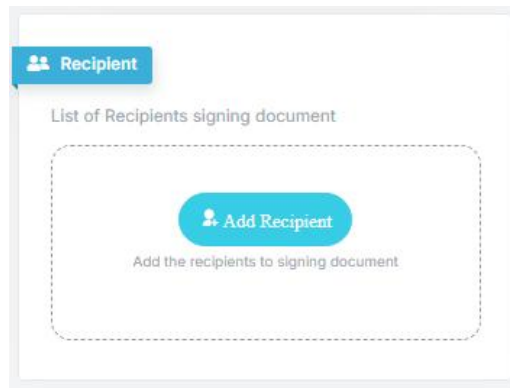 Recipient
List of Recipients signing document
Add Recipient
Add the recipients to signing document